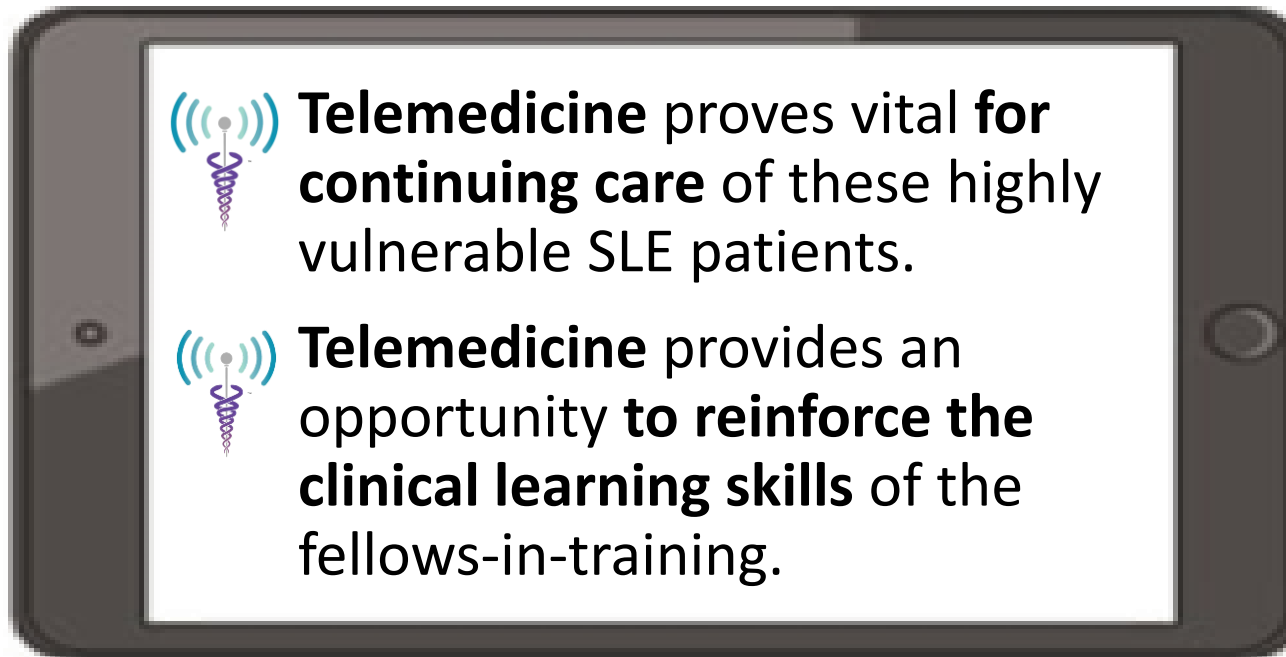 Telemedicine proves vital for
continuing care of these highly
vulnerable SLE patients.
Telemedicine provides an
opportunity to reinforce the
clinical learning skills of the
fellows-in-training.